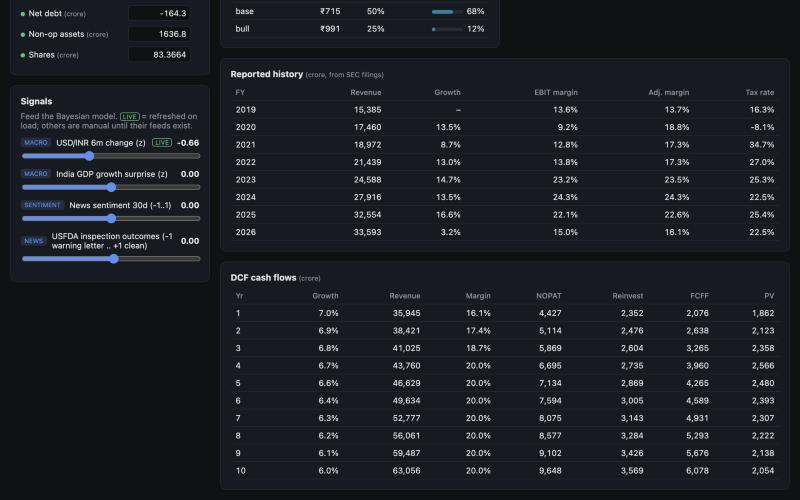 Net debt (crore) -164.3
Non-op assets (crore) 1636.8
Shares (crore) 83.3664
Signals
Feed the Bayesian model. LIVE = refreshed on
load; others are manual until their feeds exist.
MACRO USD/INR 6m change (z) LIVE -0.66
MACRO India GDP growth surprise (z) 0.00
SENTIMENT News sentiment 30d (-1..1) 0.00
NEWS USFDA inspection outcomes (-1
warning letter .. +1 clean) 0.00
base ₹715 50% 68%
bull ₹991 25% 12%
Reported history (crore, from SEC filings)
FY Revenue Growth EBIT margin Adj. margin Tax rate
2019 15,385 – 13.6% 13.7% 16.3%
2020 17,460 13.5% 9.2% 18.8% -8.1%
2021 18,972 8.7% 12.8% 17.3% 34.7%
2022 21,439 13.0% 13.8% 17.3% 27.0%
2023 24,588 14.7% 23.2% 23.5% 25.3%
2024 27,916 13.5% 24.3% 24.3% 22.5%
2025 32,554 16.6% 22.1% 22.6% 25.4%
2026 33,593 3.2% 15.0% 16.1% 22.5%
DCF cash flows (crore)
Yr Growth Revenue Margin NOPAT Reinvest FCFF PV
1 7.0% 35,945 16.1% 4,427 2,352 2,076 1,862
2 6.9% 38,421 17.4% 5,114 2,476 2,638 2,123
3 6.8% 41,025 18.7% 5,869 2,604 3,265 2,358
4 6.7% 43,760 20.0% 6,695 2,735 3,960 2,566
5 6.6% 46,629 20.0% 7,134 2,869 4,265 2,480
6 6.4% 49,634 20.0% 7,594 3,005 4,589 2,393
7 6.3% 52,777 20.0% 8,075 3,143 4,931 2,307
8 6.2% 56,061 20.0% 8,577 3,284 5,293 2,222
9 6.1% 59,487 20.0% 9,102 3,426 5,676 2,138
10 6.0% 63,056 20.0% 9,648 3,569 6,078 2,054